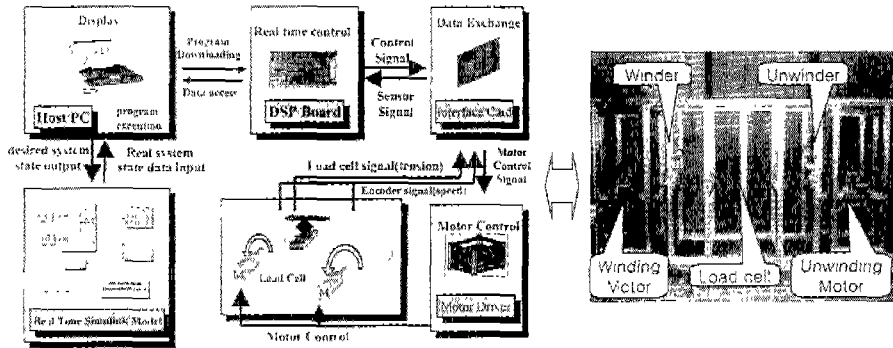 Display
Host PC
program
execution
Program
Downloading
Data access
Real time control
DSP Board
Control
Signal
Sensor
Signal
Data Exchange
Interface Card
desired system
state output
Real system
state data input
Load cell signal(tension)
Encoder signal(speed)
Motor
Control
Signal
Real Time Simulink Model
Load Cell
M
M
Motor Control
Motor Driver
Motor Control
Winder
Unwinder
Winding
Motor
Load cell
Unwinding
Motor